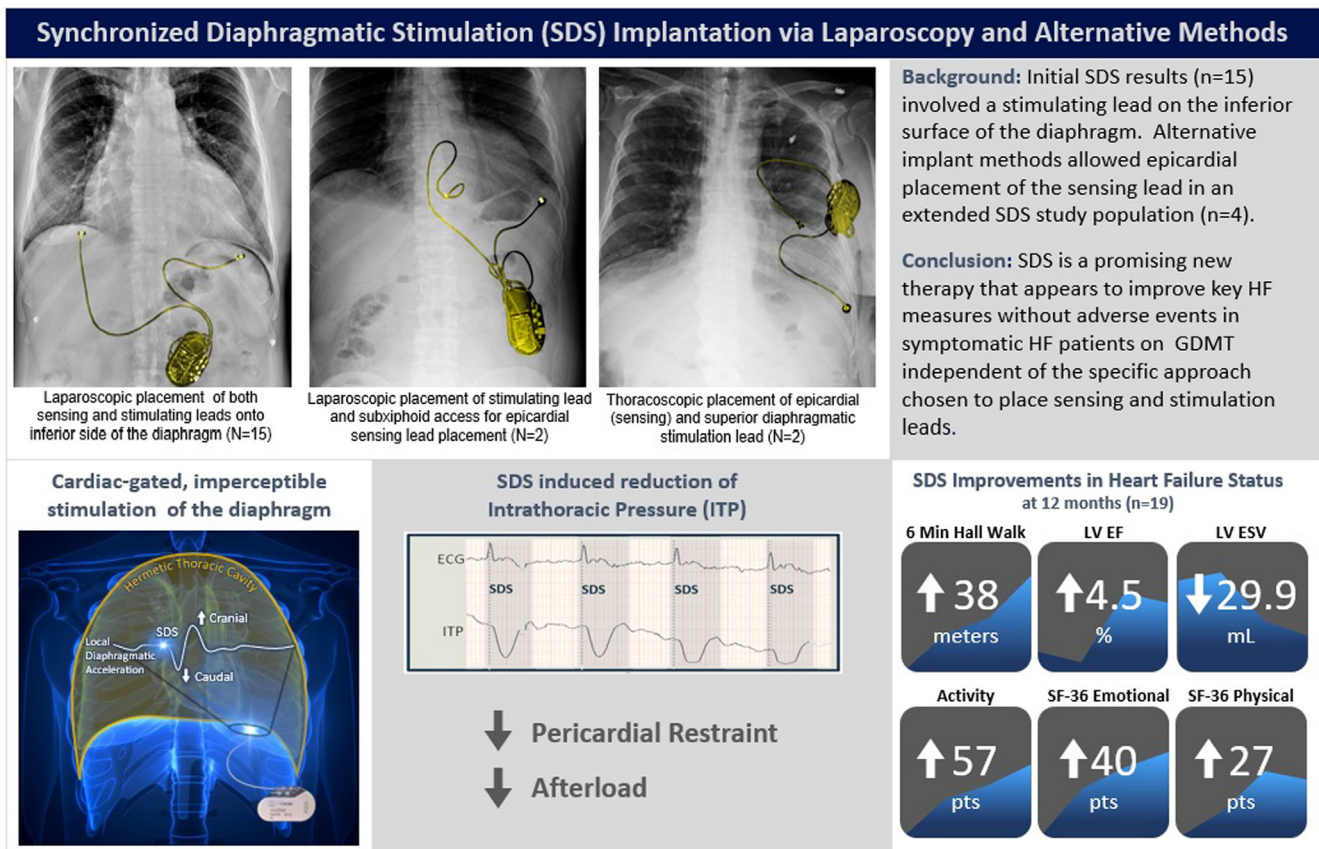 Synchronized Diaphragmatic Stimulation (SDS) Implantation via Laparoscopy and Alternative Methods
Laparoscopic placement of both
sensing and stimulating leads onto
inferior side of the diaphragm (N=15)
Laparoscopic placement of stimulating lead
and subxiphoid access for epicardial
sensing lead placement (N=2)
Thoracoscopic placement of epicardial
(sensing) and superior diaphragmatic
stimulation lead (N=2)
Background: Initial SDS results (n=15)
involved a stimulating lead on the inferior
surface of the diaphragm. Alternative
implant methods allowed epicardial
placement of the sensing lead in an
extended SDS study population (n=4).
Conclusion: SDS is a promising new
therapy that appears to improve key HF
measures without adverse events in
symptomatic HF patients on GDMT
independent of the specific approach
chosen to place sensing and stimulation
leads.
Cardiac-gated, imperceptible
stimulation of the diaphragm
Hermetic Thoracic Cavity
SDS
Cranial
Local
Diaphragmatic
Acceleration
Caudal
SDS induced reduction of
Intrathoracic Pressure (ITP)
ECG
SDS SDS SDS SDS
ITP
Pericardial Restraint
Afterload
SDS Improvements in Heart Failure Status
at 12 months (n=19)
6 Min Hall Walk LV EF LV ESV
38 4.5 29.9
meters % mL
Activity SF-36 Emotional SF-36 Physical
57 40 27
pts pts pts